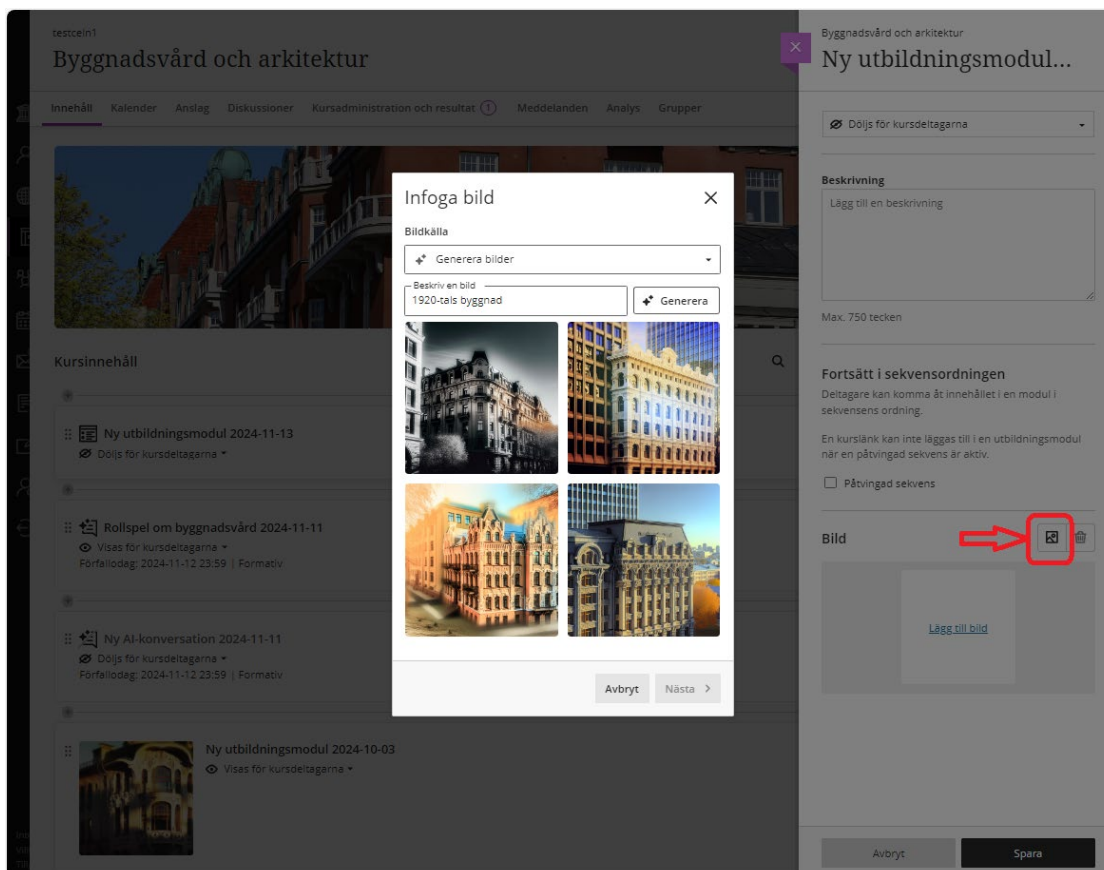 testcein1
Byggnadsvård och arkitektur
Innehåll Kalender Anslag Diskussioner Kursadministration och resultat 1 Meddelanden Analys Grupper
Kursinnehåll
Ny utbildningsmodul 2024-11-13
Döljs för kursdeltagarna
Rollspel om byggnadsvård 2024-11-11
Visas för kursdeltagarna
Förfallodag: 2024-11-12 23:59 | Formativ
Ny AI-konversation 2024-11-11
Döljs för kursdeltagarna
Förfallodag: 2024-11-12 23:59 | Formativ
Ny utbildningsmodul 2024-10-03
Visas för kursdeltagarna
Infoga bild
Bildkälla
Generera bilder
Beskriv en bild
1920-tals byggnad
Generera
Avbryt
Nästa
Byggnadsvård och arkitektur
Ny utbildningsmodul...
Döljs för kursdeltagarna
Beskrivning
Lägg till en beskrivning
Max. 750 tecken
Fortsätt i sekvensordningen
Deltagare kan komma åt innehållet i en modul i
sekvensens ordning.
En kurslänk kan inte läggas till i en utbildningsmodul
när en påtvingad sekvens är aktiv.
Påtvingad sekvens
Bild
Lägg till bild
Avbryt
Spara